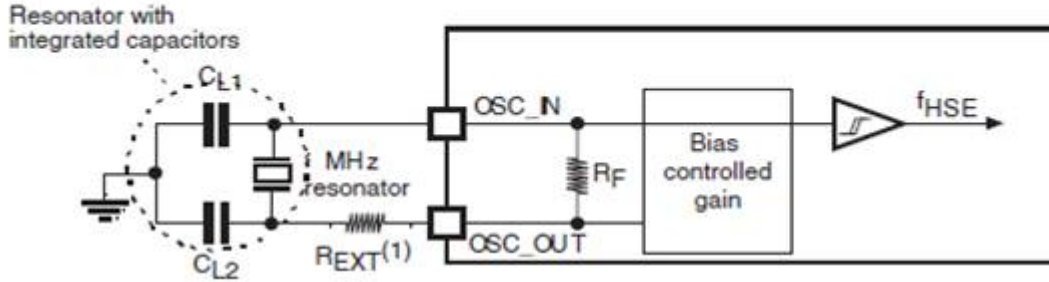 Resonator with
integrated capacitors
CL1
OSC_IN
fHSE
MHz
resonator
RF
Bias
controlled
gain
REXT(1)
OSC_OUT
CL2